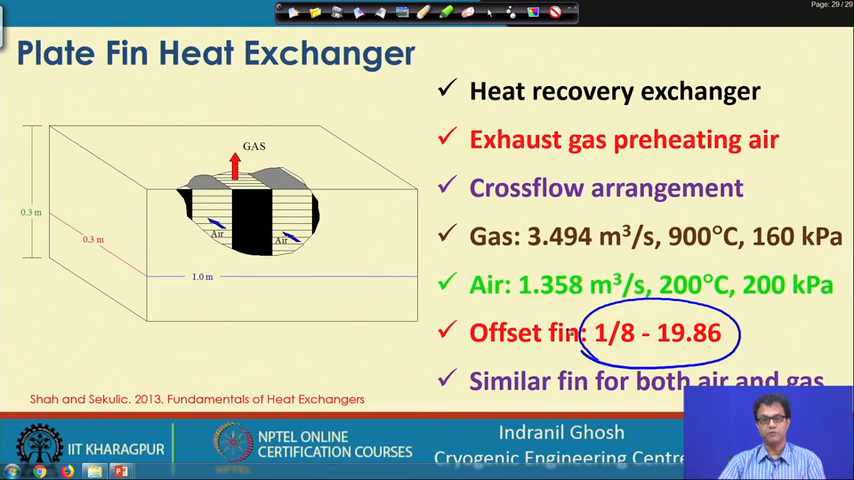 Page: 29 / 29
Plate Fin Heat Exchanger
✓ Heat recovery exchanger
✓ Exhaust gas preheating air
✓ Crossflow arrangement
✓ Gas: 3.494 m³/s, 900°C, 160 kPa
✓ Air: 1.358 m³/s, 200°C, 200 kPa
✓ Offset fin: 1/8 - 19.86
✓ Similar fin for both air and gas
GAS
Air
Air
0.3 m
0.3 m
1.0 m
Shah and Sekulic. 2013. Fundamentals of Heat Exchangers
IIT KHARAGPUR
NPTEL ONLINE
CERTIFICATION COURSES
Indranil Ghosh
Cryogenic Engineering Centre